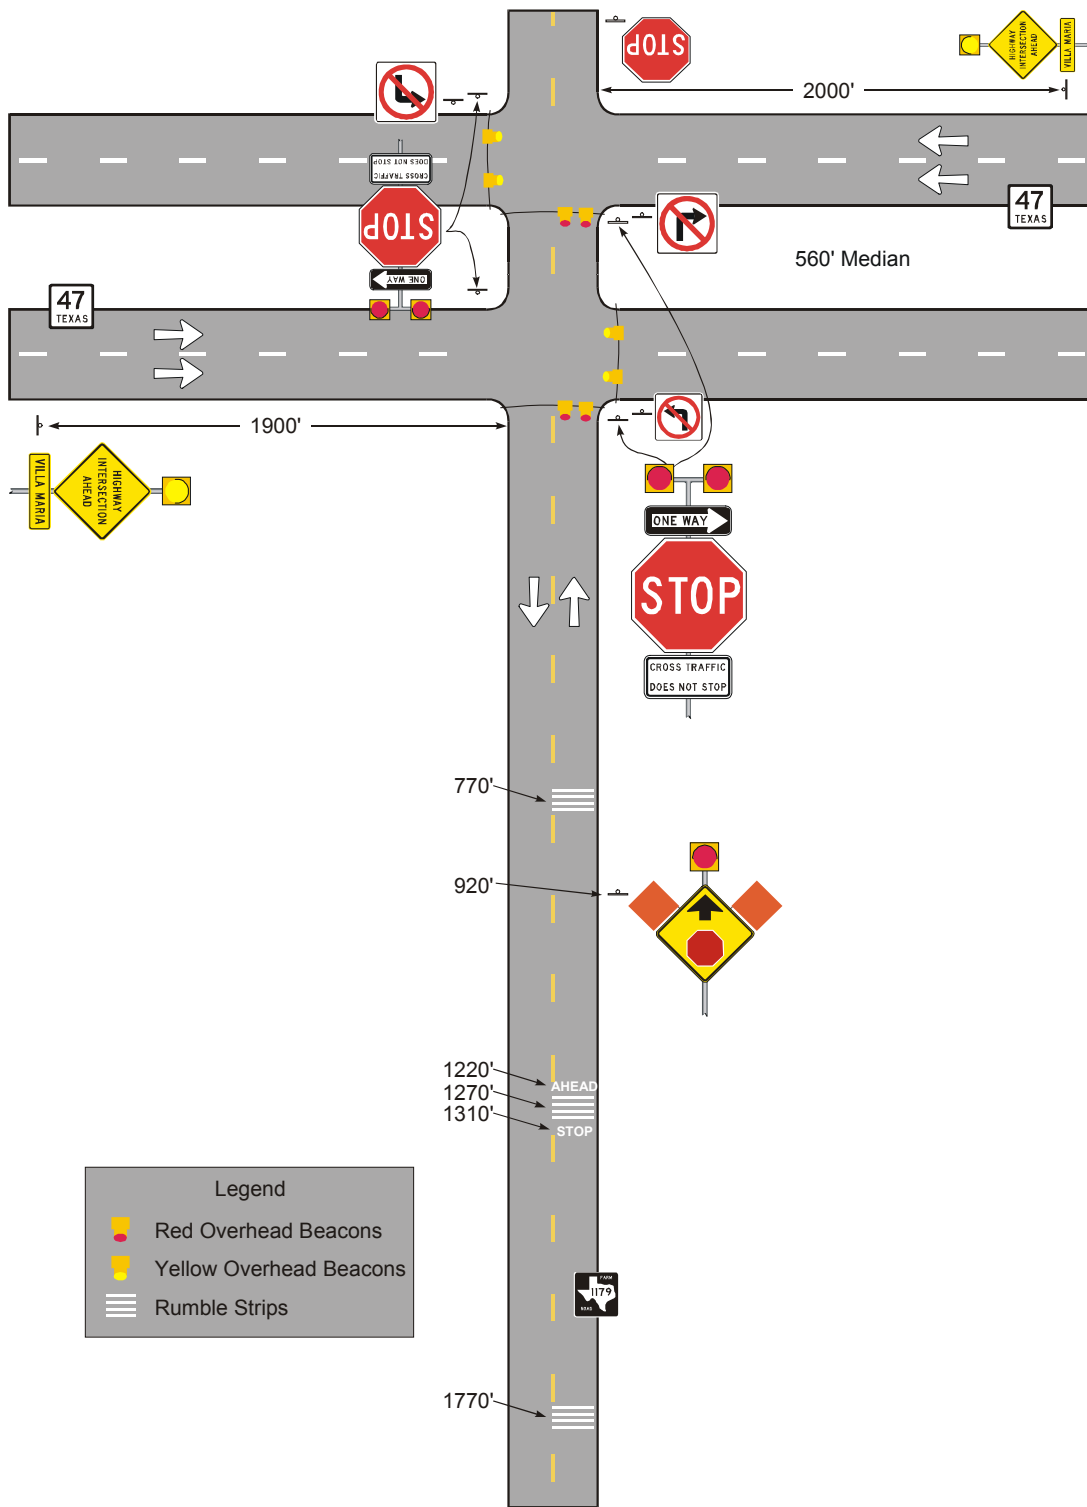 STOP
HIGHWAY
INTERSECTION
AHEAD
VILLA MARIA
2000'
CROSS TRAFFIC
DOES NOT STOP
STOP
ONE WAY
47
TEXAS
560' Median
47
TEXAS
1900'
VILLA MARIA
HIGHWAY
INTERSECTION
AHEAD
ONE WAY
STOP
CROSS TRAFFIC
DOES NOT STOP
770'
920'
1220'
AHEAD
1270'
1310'
STOP
Legend
Red Overhead Beacons
Yellow Overhead Beacons
Rumble Strips
FARM
1179
ROAD
1770'